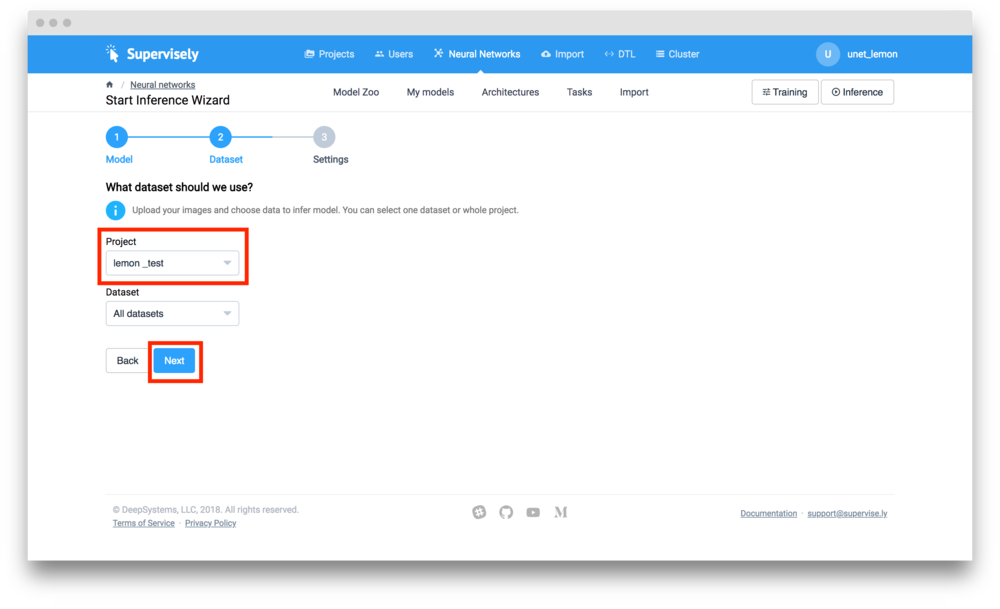 Supervisely
Projects Users Neural Networks Import DTL Cluster
U unet_lemon
/ Neural networks
Start Inference Wizard
Model Zoo My models Architectures Tasks Import
Training Inference
1 2 3
Model Dataset Settings
What dataset should we use?
i Upload your images and choose data to infer model. You can select one dataset or whole project.
Project
lemon _test
Dataset
All datasets
Back Next
© DeepSystems, LLC, 2018. All rights reserved.
Terms of Service · Privacy Policy
M
Documentation · support@supervise.ly